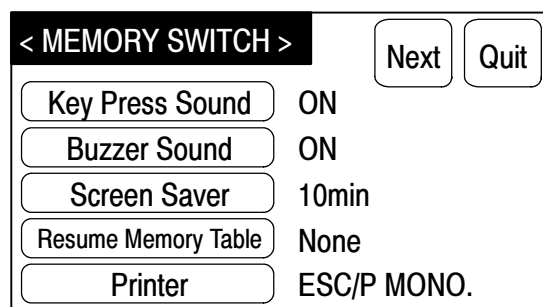 < MEMORY SWITCH > Next Quit
Key Press Sound ON
Buzzer Sound ON
Screen Saver 10min
Resume Memory Table None
Printer ESC/P MONO.